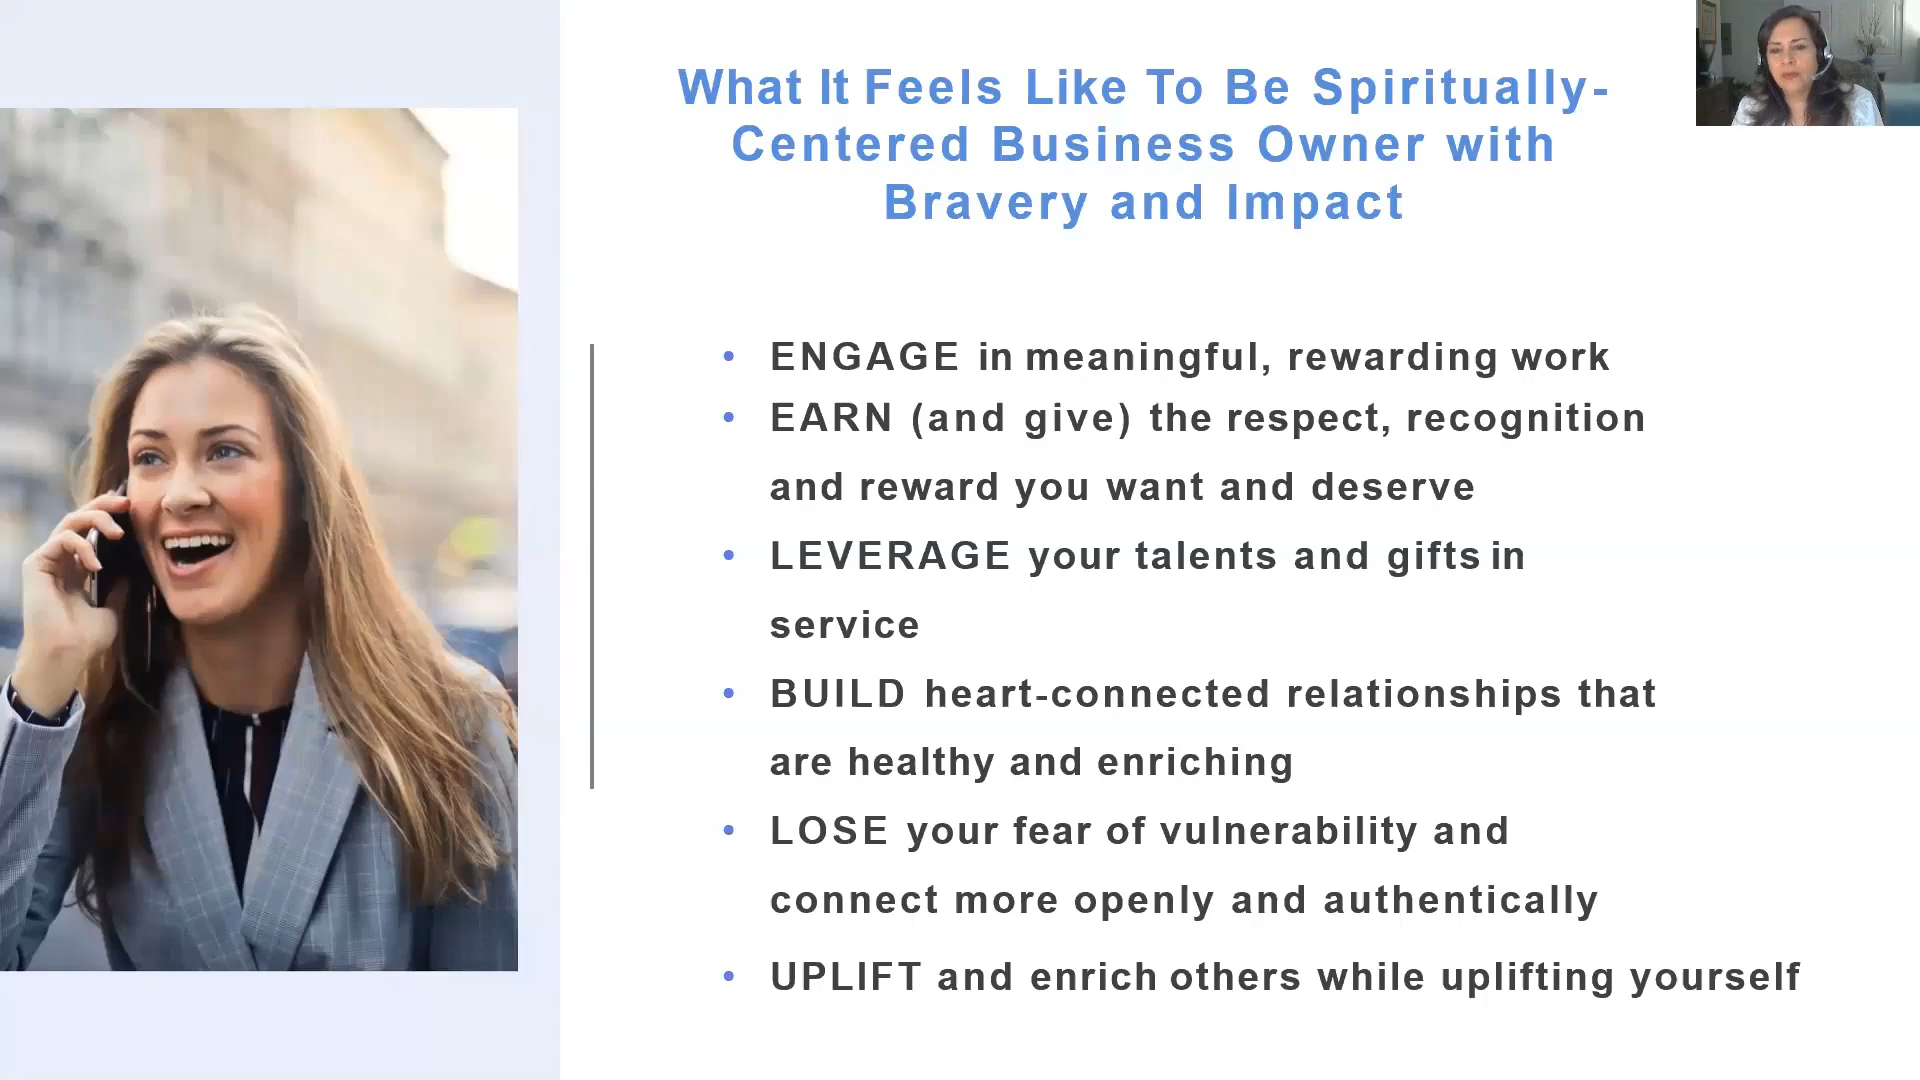 What It Feels Like To Be Spiritually-
Centered Business Owner with
Bravery and Impact
• ENGAGE in meaningful, rewarding work
• EARN (and give) the respect, recognition
and reward you want and deserve
• LEVERAGE your talents and gifts in
service
• BUILD heart-connected relationships that
are healthy and enriching
• LOSE your fear of vulnerability and
connect more openly and authentically
• UPLIFT and enrich others while uplifting yourself